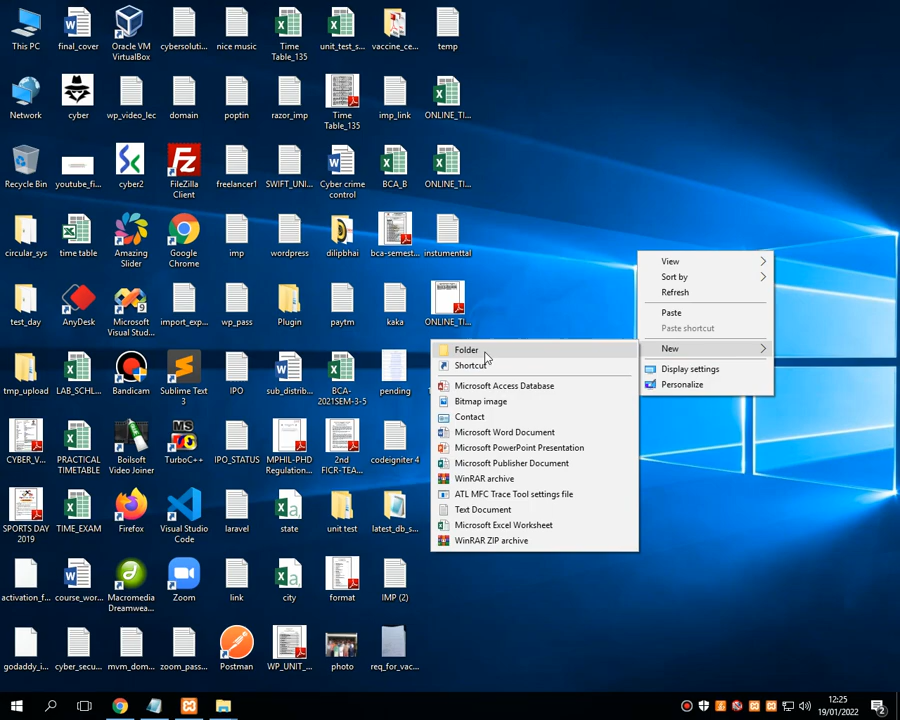 This PC
final_cover
Oracle VM
VirtualBox
cybersoluti...
nice music
Time
Table_135
unit_test_s...
vaccine_ce...
temp
Network
cyber
wp_video_lec
domain
poptin
razor_imp
Time
Table_135
imp_link
ONLINE_TI...
Recycle Bin
youtube_fi...
cyber2
FileZilla
Client
freelancer1
SWIFT_UNI...
Cyber crime
control
BCA_B
ONLINE_TI...
circular_sys
time table
Amazing
Slider
Google
Chrome
imp
wordpress
dilipbhai
bca-semest...
instumenttal
test_day
AnyDesk
Microsoft
Visual Stud...
import_exp...
wp_pass
Plugin
paytm
kaka
ONLINE_TI...
tmp_upload
LAB_SCHL...
Bandicam
Sublime Text
3
IPO
sub_distrib...
BCA-
2021SEM-3-5
pending
CYBER_V...
PRACTICAL
TIMETABLE
Boilsoft
Video Joiner
TurboC++
IPO_STATUS
MPHIL-PHD
Regulation...
2nd
FICR-TEA...
codeigniter 4
SPORTS DAY
2019
TIME_EXAM
Firefox
Visual Studio
Code
laravel
state
unit test
latest_db_s...
activation_f...
course_wor...
Macromedia
Dreamwea...
Zoom
link
city
format
IMP (2)
godaddy_i...
cyber_secu...
mvm_dom...
zoom_pass...
Postman
WP_UNIT_...
photo
req_for_vac...
View
Sort by
Refresh
Paste
Paste shortcut
New
Display settings
Personalize
Folder
Shortcut
Microsoft Access Database
Bitmap image
Contact
Microsoft Word Document
Microsoft PowerPoint Presentation
Microsoft Publisher Document
WinRAR archive
ATL MFC Trace Tool settings file
Text Document
Microsoft Excel Worksheet
WinRAR ZIP archive
12:25
19/01/2022
2